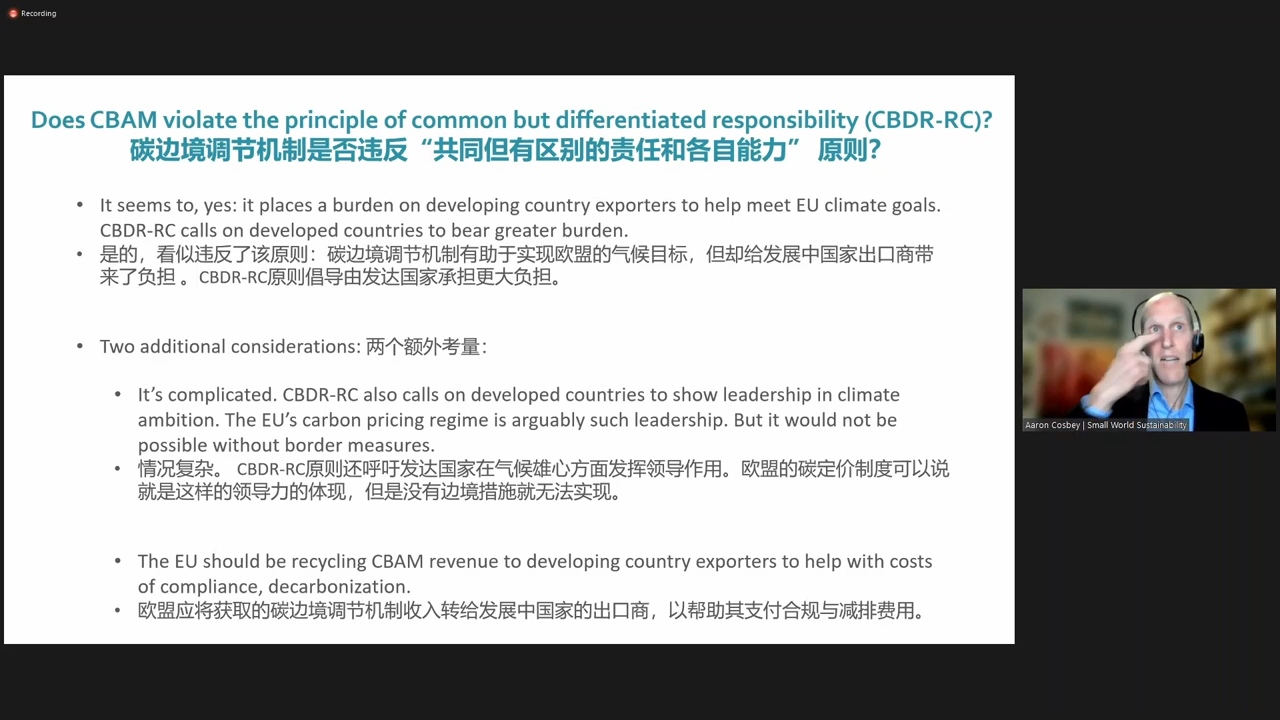 Recording
Does CBAM violate the principle of common but differentiated responsibility (CBDR-RC)?
碳边境调节机制是否违反“共同但有区别的责任和各自能力” 原则?
• It seems to, yes: it places a burden on developing country exporters to help meet EU climate goals.
CBDR-RC calls on developed countries to bear greater burden.
• 是的，看似违反了该原则：碳边境调节机制有助于实现欧盟的气候目标，但却给发展中国家出口商带
来了负担 。CBDR-RC原则倡导由发达国家承担更大负担。
• Two additional considerations: 两个额外考量：
• It’s complicated. CBDR-RC also calls on developed countries to show leadership in climate
ambition. The EU’s carbon pricing regime is arguably such leadership. But it would not be
possible without border measures.
• 情况复杂。 CBDR-RC原则还呼吁发达国家在气候雄心方面发挥领导作用。欧盟的碳定价制度可以说
就是这样的领导力的体现，但是没有边境措施就无法实现。
• The EU should be recycling CBAM revenue to developing country exporters to help with costs
of compliance, decarbonization.
• 欧盟应将获取的碳边境调节机制收入转给发展中国家的出口商，以帮助其支付合规与减排费用。
Aaron Cosbey | Small World Sustainability